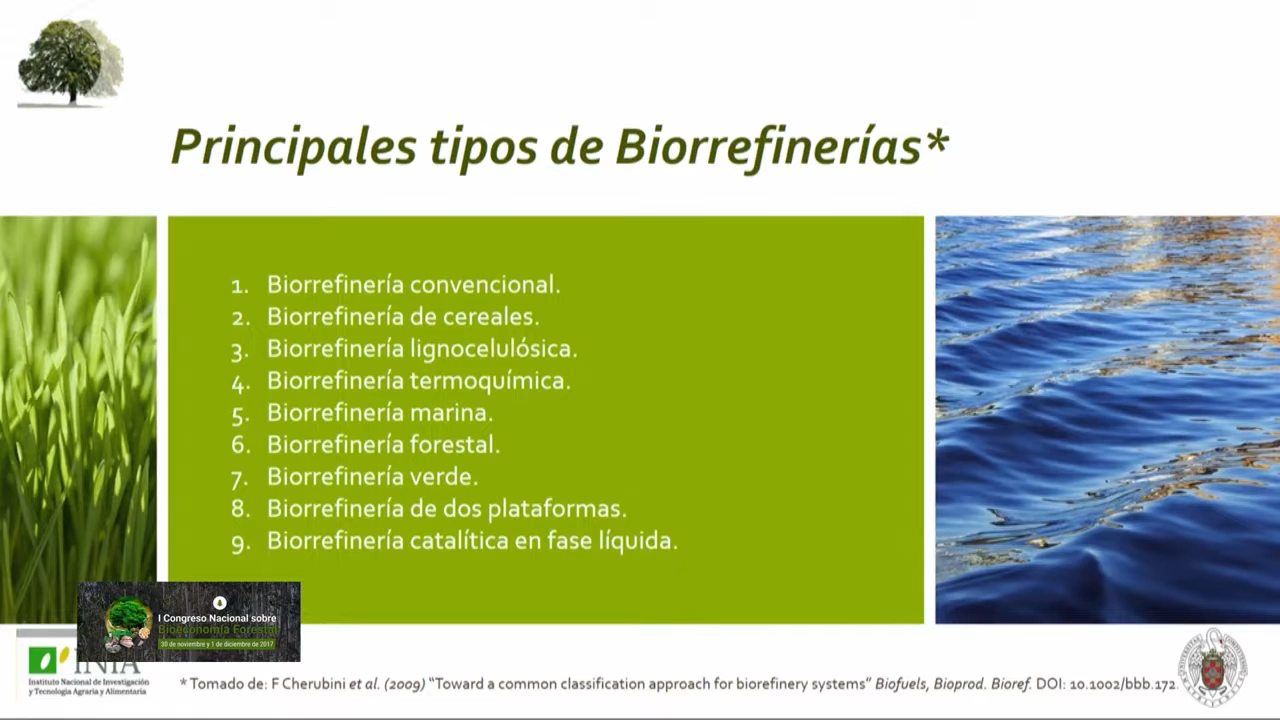 Principales tipos de Biorrefinerías*
1. Biorrefinería convencional.
2. Biorrefinería de cereales.
3. Biorrefinería lignocelulósica.
4. Biorrefinería termoquímica.
5. Biorrefinería marina.
6. Biorrefinería forestal.
7. Biorrefinería verde.
8. Biorrefinería de dos plataformas.
9. Biorrefinería catalítica en fase líquida.
I Congreso Nacional sobre
Bioeconomía Forestal
30 de noviembre y 1 de diciembre de 2017
INIA
Instituto Nacional de Investigación
y Tecnología Agraria y Alimentaria
* Tomado de: F Cherubini et al. (2009) “Toward a common classification approach for biorefinery systems” Biofuels, Bioprod. Bioref. DOI: 10.1002/bbb.172.